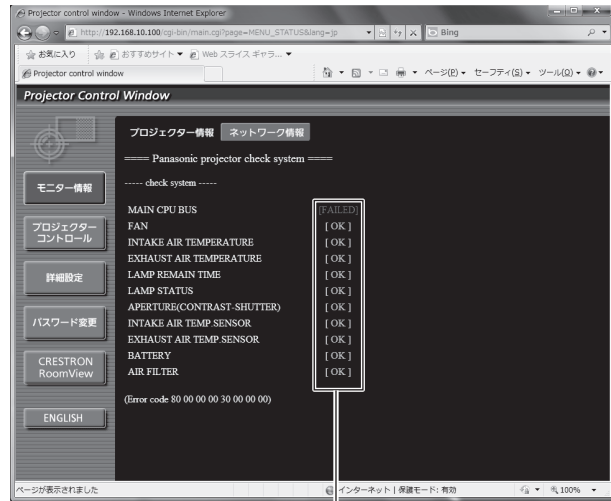 Projector control window - Windows Internet Explorer
http://192.168.10.100/cgi-bin/main.cgi?page=MENU_STATUS&lang=jp
Bing
お気に入り おすすめサイト ▼ Web スライス ギャラ... ▼
Projector control window
ページ(P) ▼ セーフティ(S) ▼ ツール(O) ▼
Projector Control Window
プロジェクター情報 ネットワーク情報
==== Panasonic projector check system ====
----- check system -----
モニター情報
プロジェクター
コントロール
詳細設定
パスワード変更
CRESTRON
RoomView
ENGLISH
MAIN CPU BUS [FAILED]
FAN [ OK ]
INTAKE AIR TEMPERATURE [ OK ]
EXHAUST AIR TEMPERATURE [ OK ]
LAMP REMAIN TIME [ OK ]
LAMP STATUS [ OK ]
APERTURE(CONTRAST-SHUTTER) [ OK ]
INTAKE AIR TEMP.SENSOR [ OK ]
EXHAUST AIR TEMP.SENSOR [ OK ]
BATTERY [ OK ]
AIR FILTER [ OK ]
(Error code 80 00 00 00 30 00 00 00)
ページが表示されました インターネット | 保護モード: 有効 100%